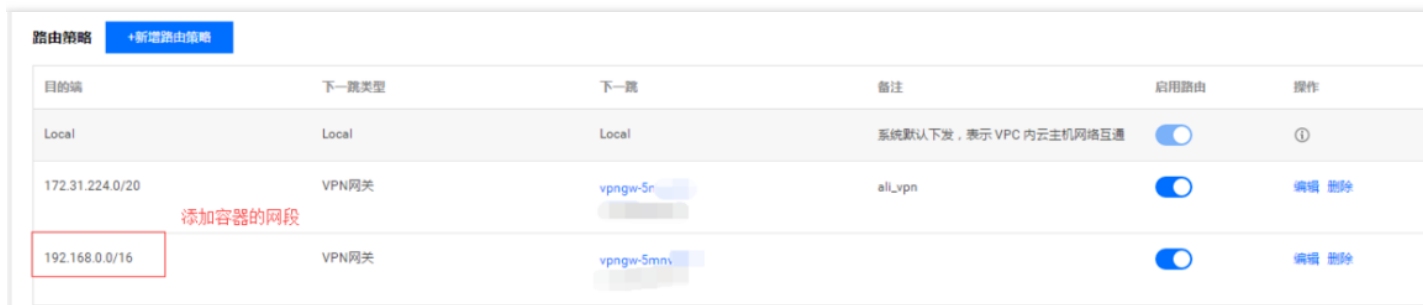 路由策略 +新增路由策略
目的端 下一跳类型 下一跳 备注 启用路由 操作
Local Local Local 系统默认下发，表示 VPC 内云主机网络互通
172.31.224.0/20 VPN网关 vpngw-5r ali_vpn 编辑 删除
添加容器的网段
192.168.0.0/16 VPN网关 vpngw-5mn 编辑 删除